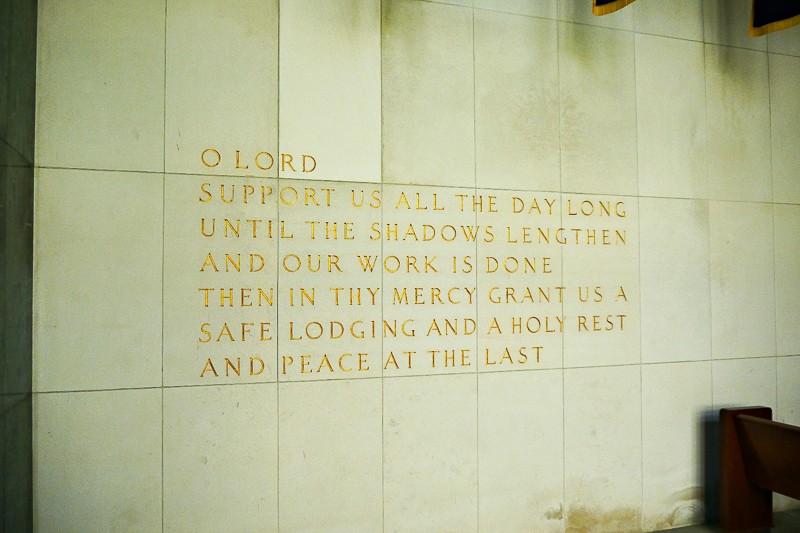 O LORD
SUPPORT US ALL THE DAY LONG
UNTIL THE SHADOWS LENGTHEN
AND OUR WORK IS DONE
THEN IN THY MERCY GRANT US A
SAFE LODGING AND A HOLY REST
AND PEACE AT THE LAST